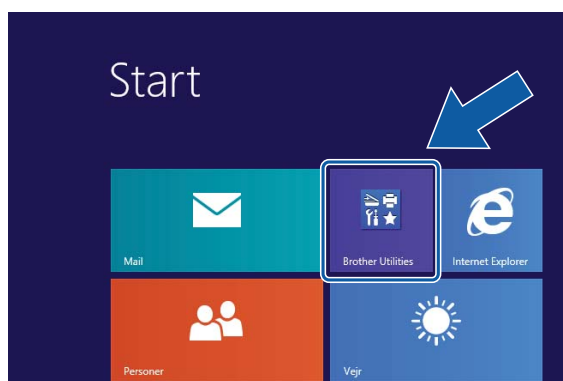 Start
Mail
Brother Utilities
Internet Explorer
Personer
Vejr